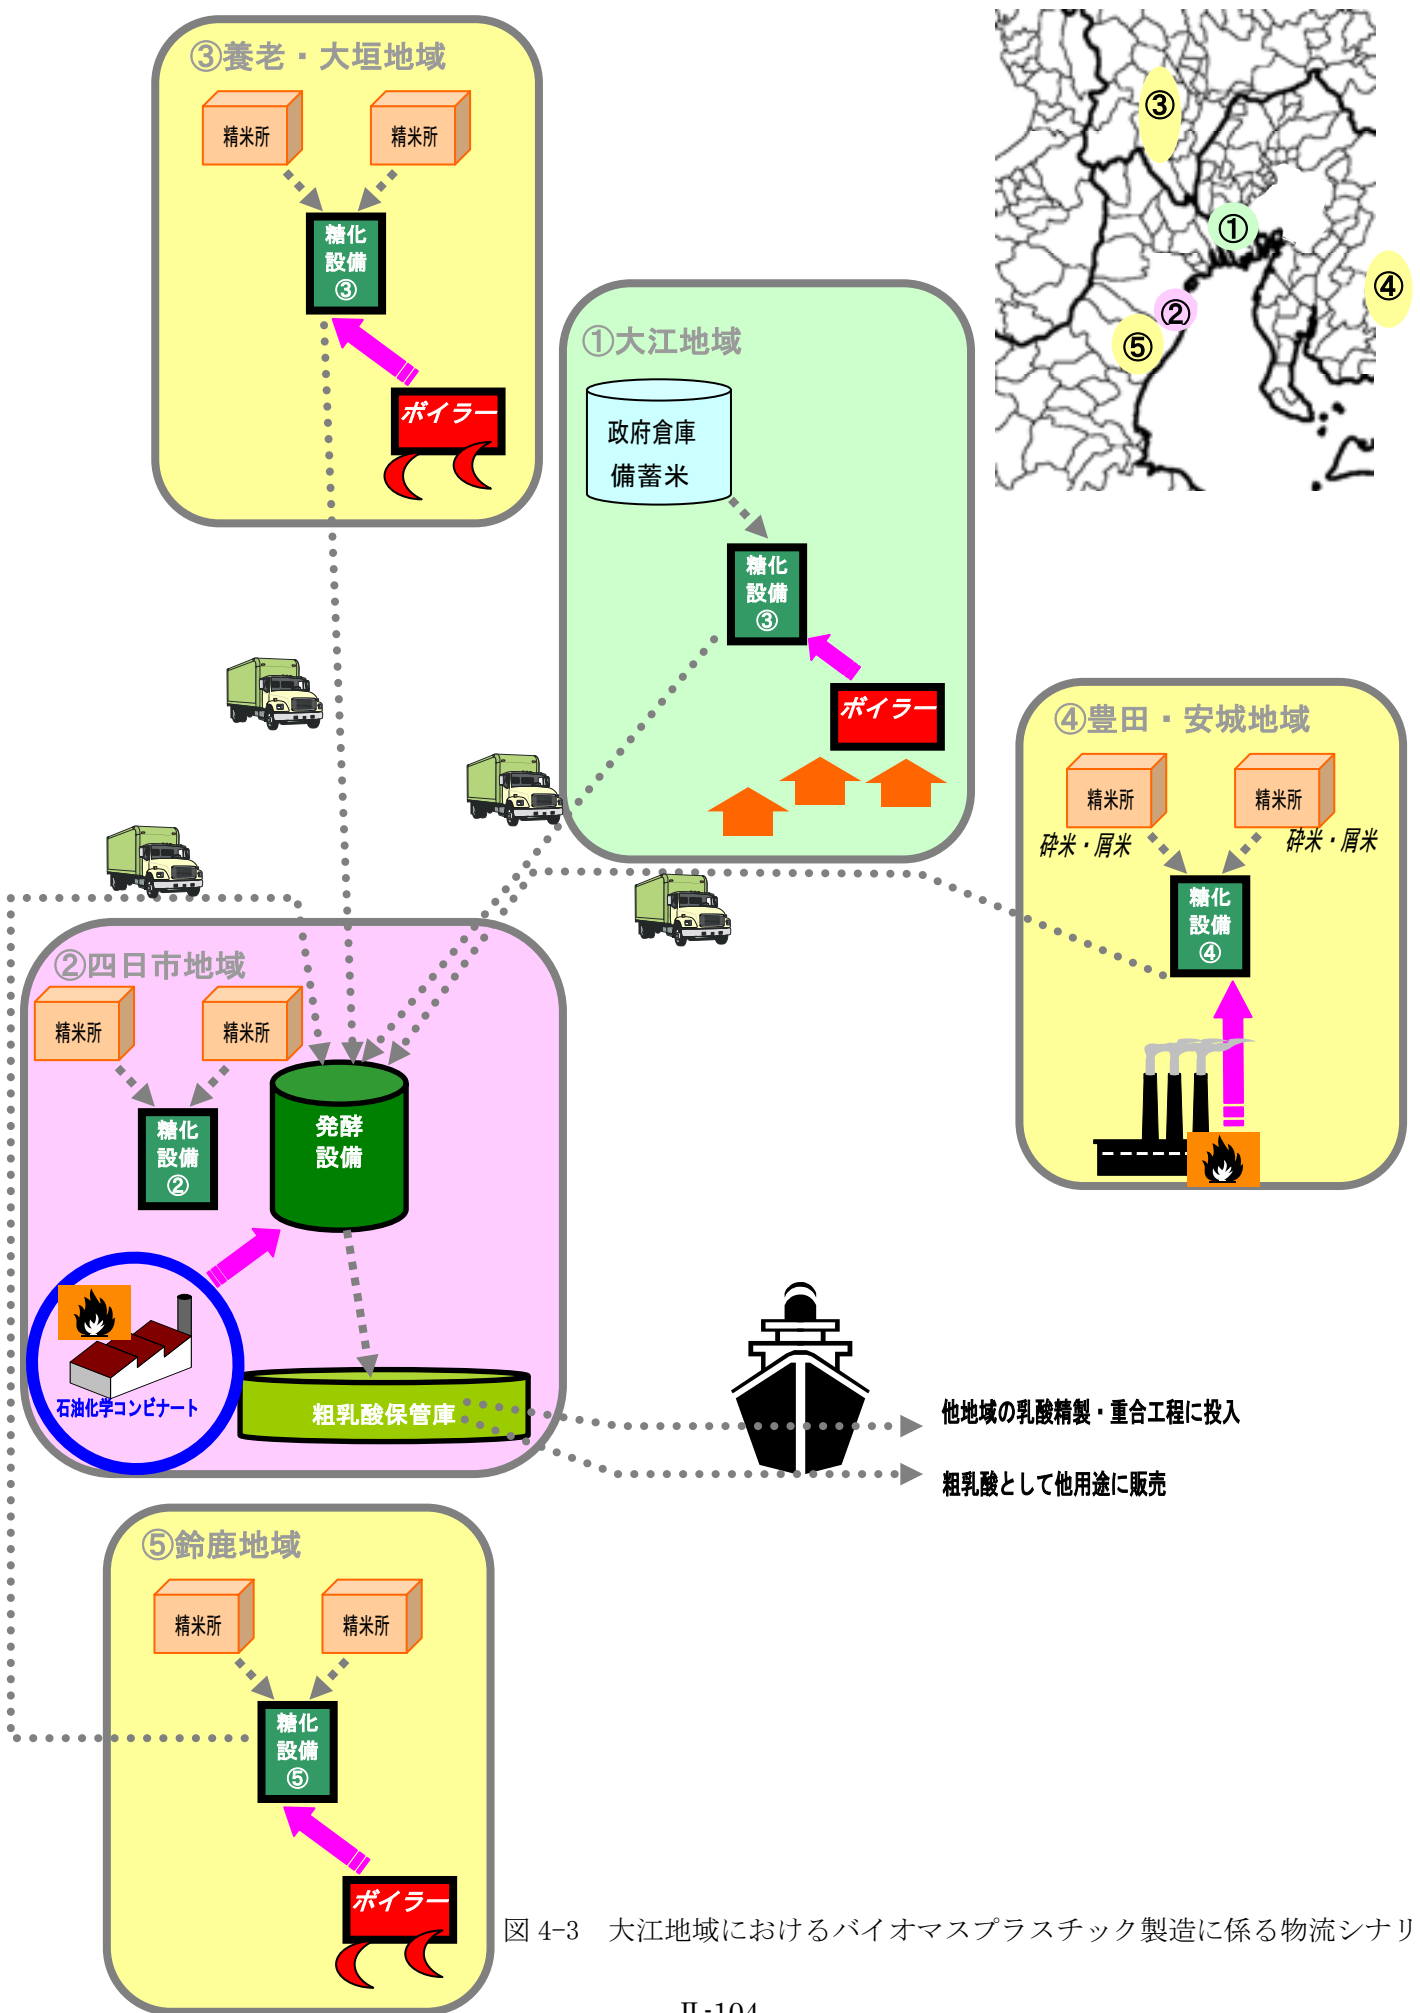 ③養老・大垣地域
精米所
精米所
糖化
設備
③
ボイラー
③
①
④
②
⑤
①大江地域
政府倉庫
備蓄米
糖化
設備
③
ボイラー
④豊田・安城地域
精米所
精米所
砕米・屑米
砕米・屑米
糖化
設備
④
②四日市地域
精米所
精米所
糖化
設備
②
発酵
設備
石油化学コンビナート
粗乳酸保管庫
他地域の乳酸精製・重合工程に投入
粗乳酸として他用途に販売
⑤鈴鹿地域
精米所
精米所
糖化
設備
⑤
ボイラー
図 4-3 大江地域におけるバイオマスプラスチック製造に係る物流シナリ
Ⅱ-104